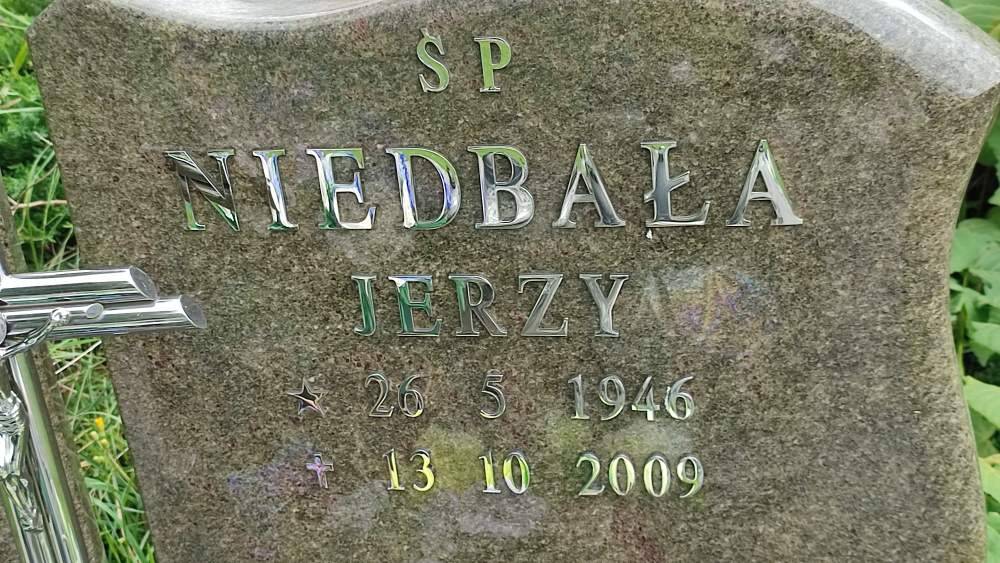 ŚP
NIEDBAŁA
JERZY
26 5 1946
13 10 2009